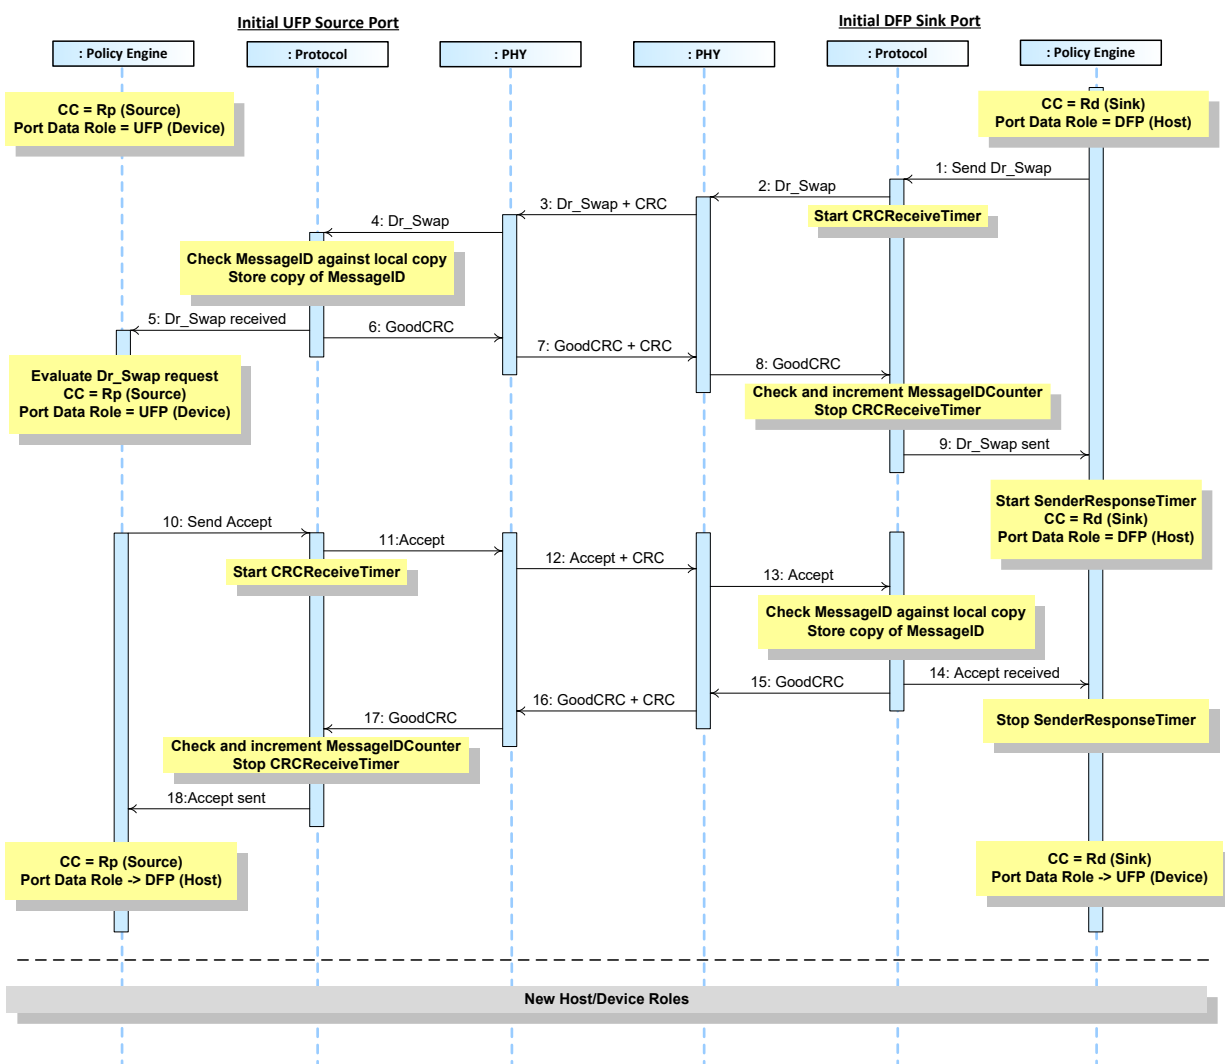 Initial UFP Source Port
Initial DFP Sink Port
: Policy Engine
: Protocol
: PHY
: PHY
: Protocol
: Policy Engine
CC = Rp (Source)
Port Data Role = UFP (Device)
CC = Rd (Sink)
Port Data Role = DFP (Host)
1: Send Dr_Swap
2: Dr_Swap
Start CRCReceiveTimer
3: Dr_Swap + CRC
4: Dr_Swap
Check MessageID against local copy
Store copy of MessageID
5: Dr_Swap received
6: GoodCRC
7: GoodCRC + CRC
8: GoodCRC
Evaluate Dr_Swap request
CC = Rp (Source)
Port Data Role = UFP (Device)
Check and increment MessageIDCounter
Stop CRCReceiveTimer
9: Dr_Swap sent
Start SenderResponseTimer
CC = Rd (Sink)
Port Data Role = DFP (Host)
10: Send Accept
11:Accept
Start CRCReceiveTimer
12: Accept + CRC
13: Accept
Check MessageID against local copy
Store copy of MessageID
14: Accept received
15: GoodCRC
16: GoodCRC + CRC
17: GoodCRC
Stop SenderResponseTimer
Check and increment MessageIDCounter
Stop CRCReceiveTimer
18:Accept sent
CC = Rp (Source)
Port Data Role -> DFP (Host)
CC = Rd (Sink)
Port Data Role -> UFP (Device)
New Host/Device Roles